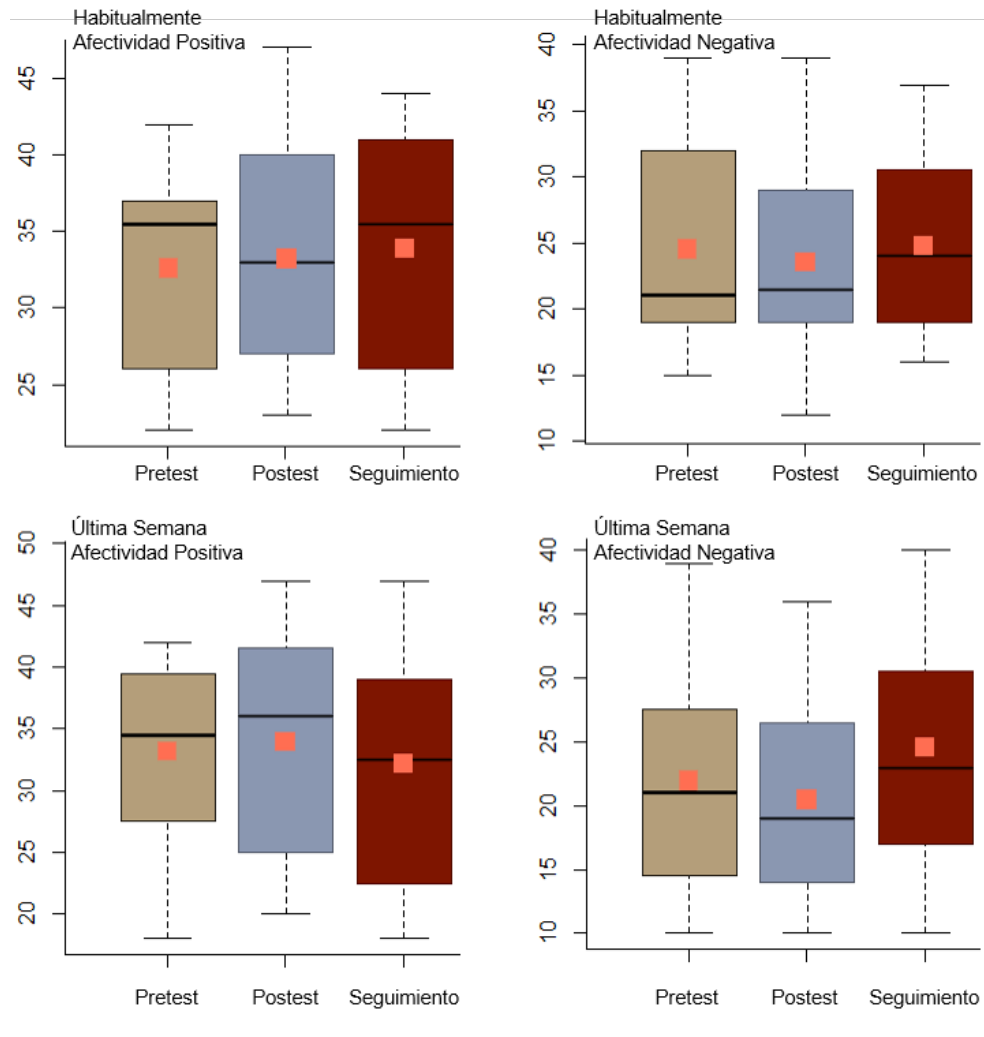 Habitualmente
Afectividad Positiva
45
40
35
30
25
Pretest Postest Seguimiento
Habitualmente
Afectividad Negativa
40
35
30
25
20
15
10
Pretest Postest Seguimiento
Última Semana
Afectividad Positiva
50
45
40
35
30
25
20
Pretest Postest Seguimiento
Última Semana
Afectividad Negativa
40
35
30
25
20
15
10
Pretest Postest Seguimiento